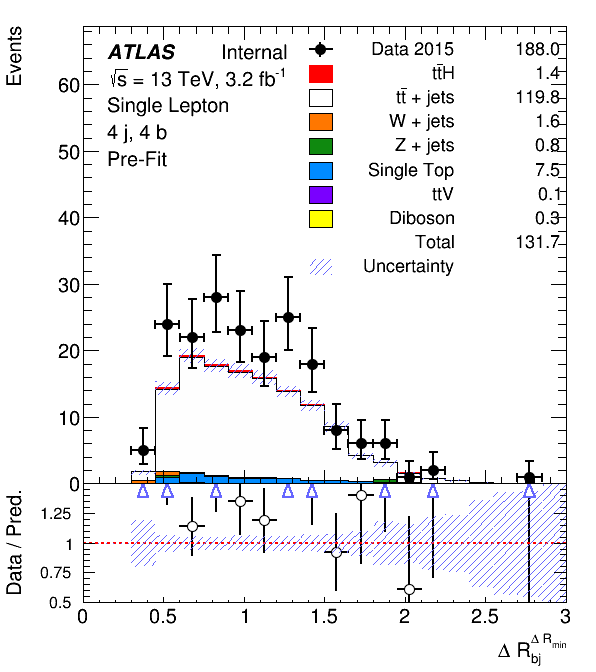 Events
ATLAS Internal
√s = 13 TeV, 3.2 fb⁻¹
Single Lepton
4 j, 4 b
Pre-Fit
Data 2015 188.0
tt̄H 1.4
tt̄ + jets 119.8
W + jets 1.6
Z + jets 0.8
Single Top 7.5
ttV 0.1
Diboson 0.3
Total 131.7
Uncertainty
60
50
40
30
20
10
0
Data / Pred.
1.25
1
0.75
0.5
0 0.5 1 1.5 2 2.5 3
Δ R_bj^Δ R_min